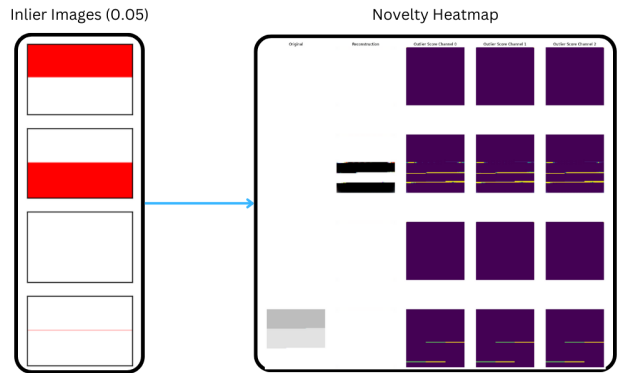 Inlier Images (0.05)
Novelty Heatmap
Original
Reconstruction
Outlier Score Channel 0
Outlier Score Channel 1
Outlier Score Channel 2